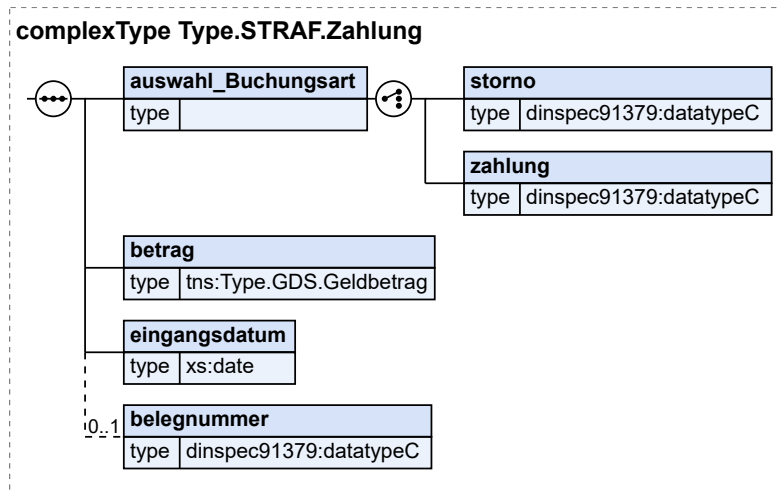 complexType Type.STRAF.Zahlung
auswahl_Buchungsart
type
storno
type dinspec91379:datatypeC
zahlung
type dinspec91379:datatypeC
betrag
type tns:Type.GDS.Geldbetrag
eingangsdatum
type xs:date
0..1
belegnummer
type dinspec91379:datatypeC